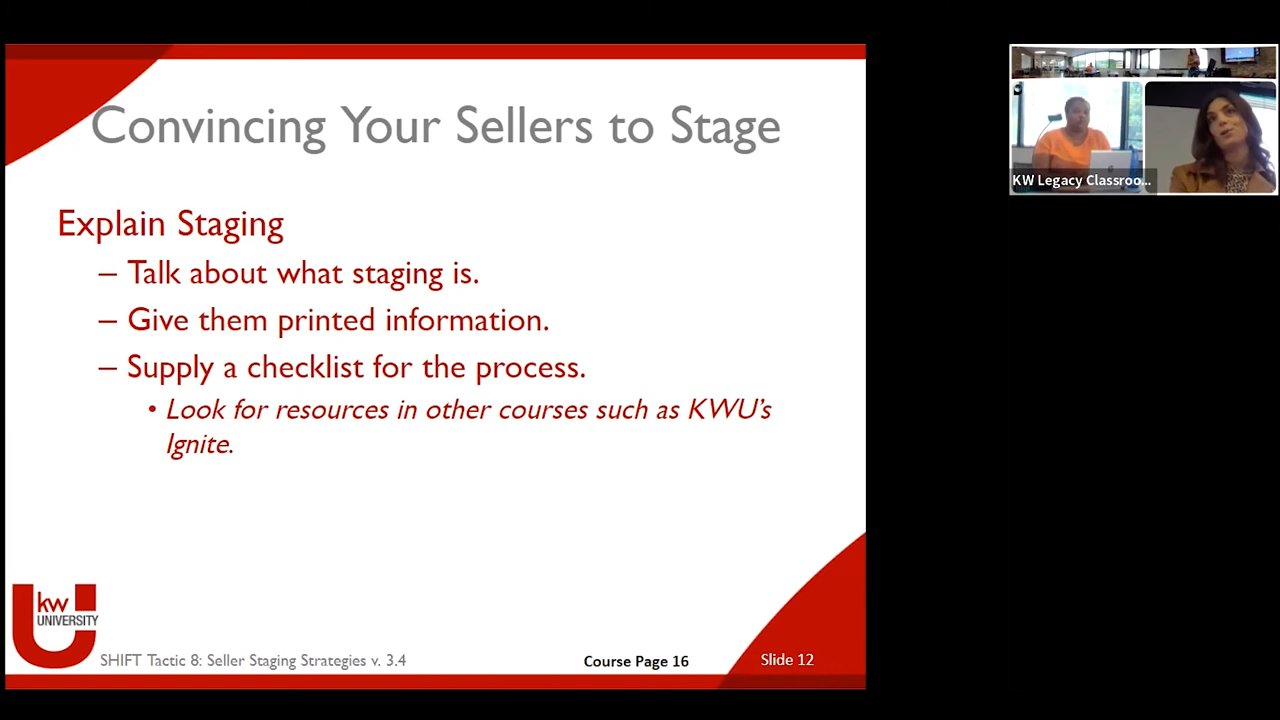 Convincing Your Sellers to Stage
Explain Staging
– Talk about what staging is.
– Give them printed information.
– Supply a checklist for the process.
• Look for resources in other courses such as KWU’s
Ignite.
kw
UNIVERSITY
SHIFT Tactic 8: Seller Staging Strategies v. 3.4
Course Page 16
Slide 12
KW Legacy Classroo...